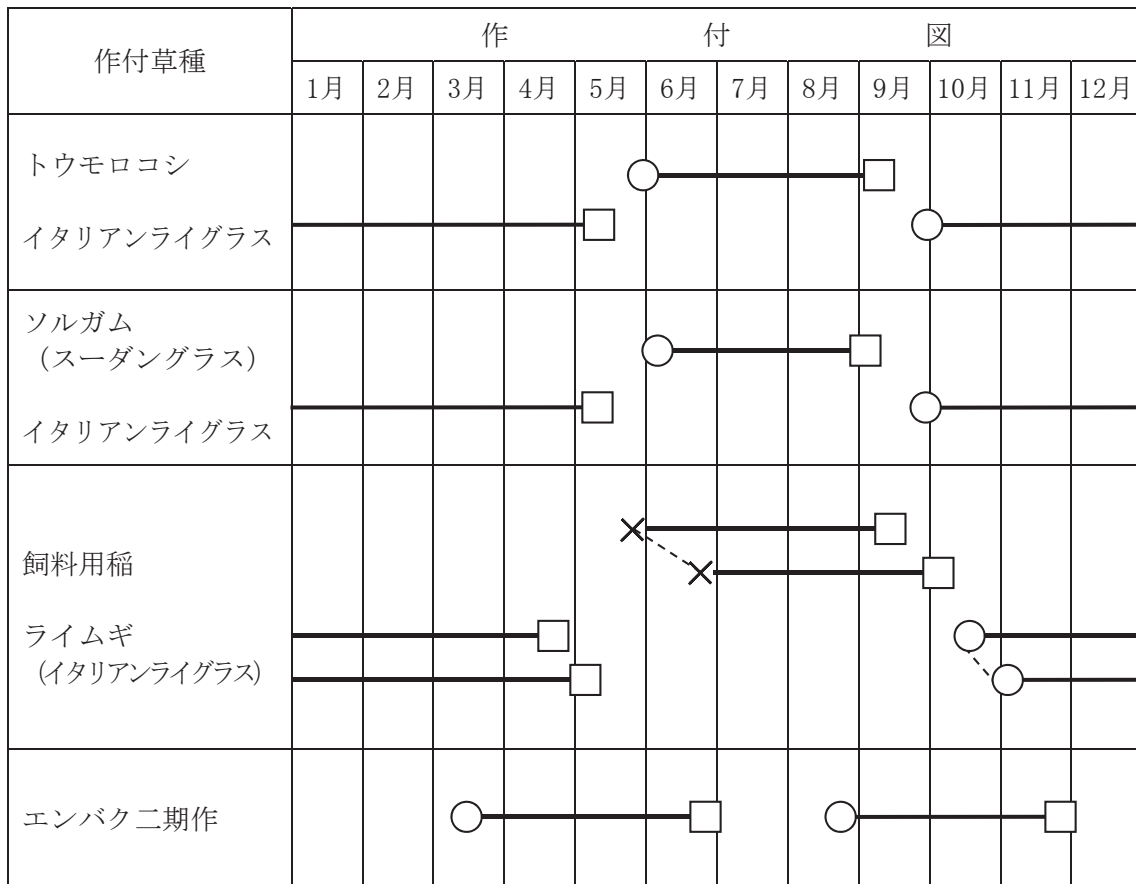 作付草種
作付図
1月 2月 3月 4月 5月 6月 7月 8月 9月 10月 11月 12月
トウモロコシ
イタリアンライグラス
ソルガム
（スーダングラス）
イタリアンライグラス
飼料用稲
ライムギ
（イタリアンライグラス）
エンバク二期作